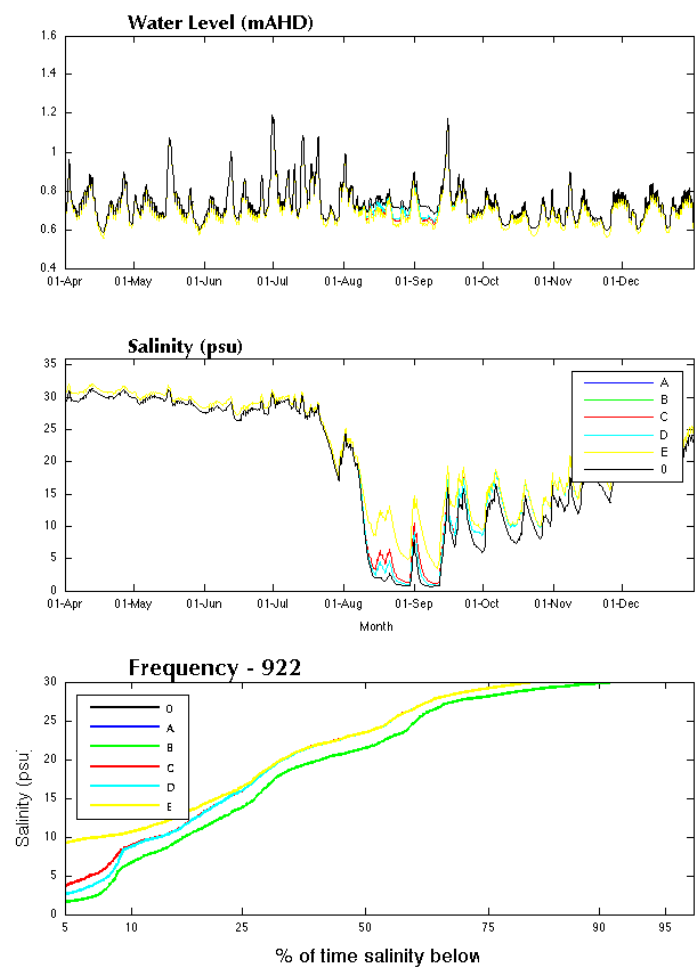 Water Level (mAHD)
1.6
1.4
1.2
1
0.8
0.6
0.4
01-Apr 01-May 01-Jun 01-Jul 01-Aug 01-Sep 01-Oct 01-Nov 01-Dec
Salinity (psu)
35
30
25
20
15
10
5
0
A
B
C
D
E
0
01-Apr 01-May 01-Jun 01-Jul 01-Aug 01-Sep 01-Oct 01-Nov 01-Dec
Month
Frequency - 922
Salinity (psu)
30
25
20
15
10
5
0
0
A
B
C
D
E
5 10 25 50 75 90 95
% of time salinity below